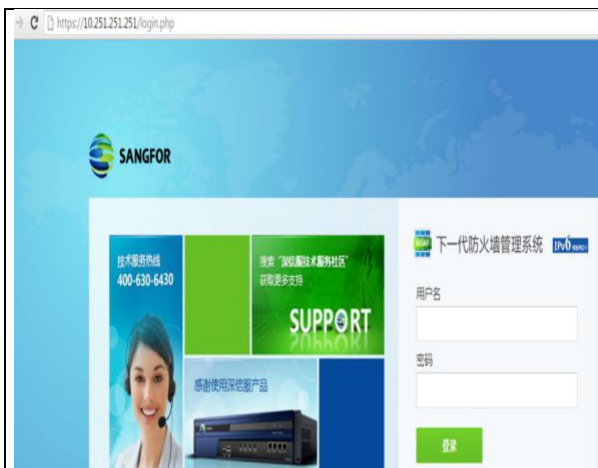 https://10.251.251.251/login.php
SANGFOR
技术服务热线
400-630-6430
搜索“深信服技术服务社区”
获取更多支持
SUPPORT
感谢使用深信服产品
NGAF 下一代防火墙管理系统 IPv6 READY
用户名
密码
登录